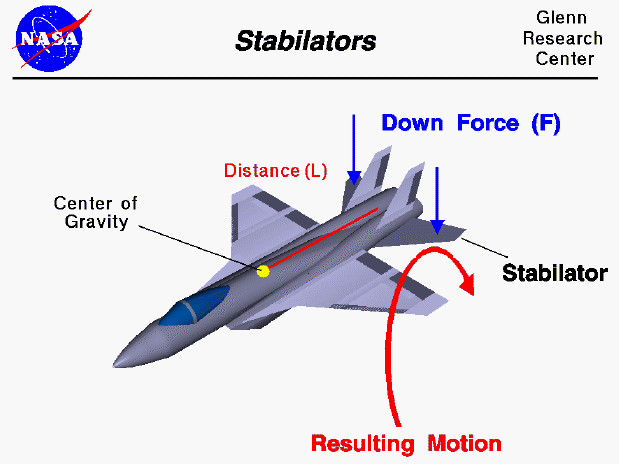 NASA
Stabilators
Glenn
Research
Center
Down Force (F)
Distance (L)
Center of
Gravity
Stabilator
Resulting Motion